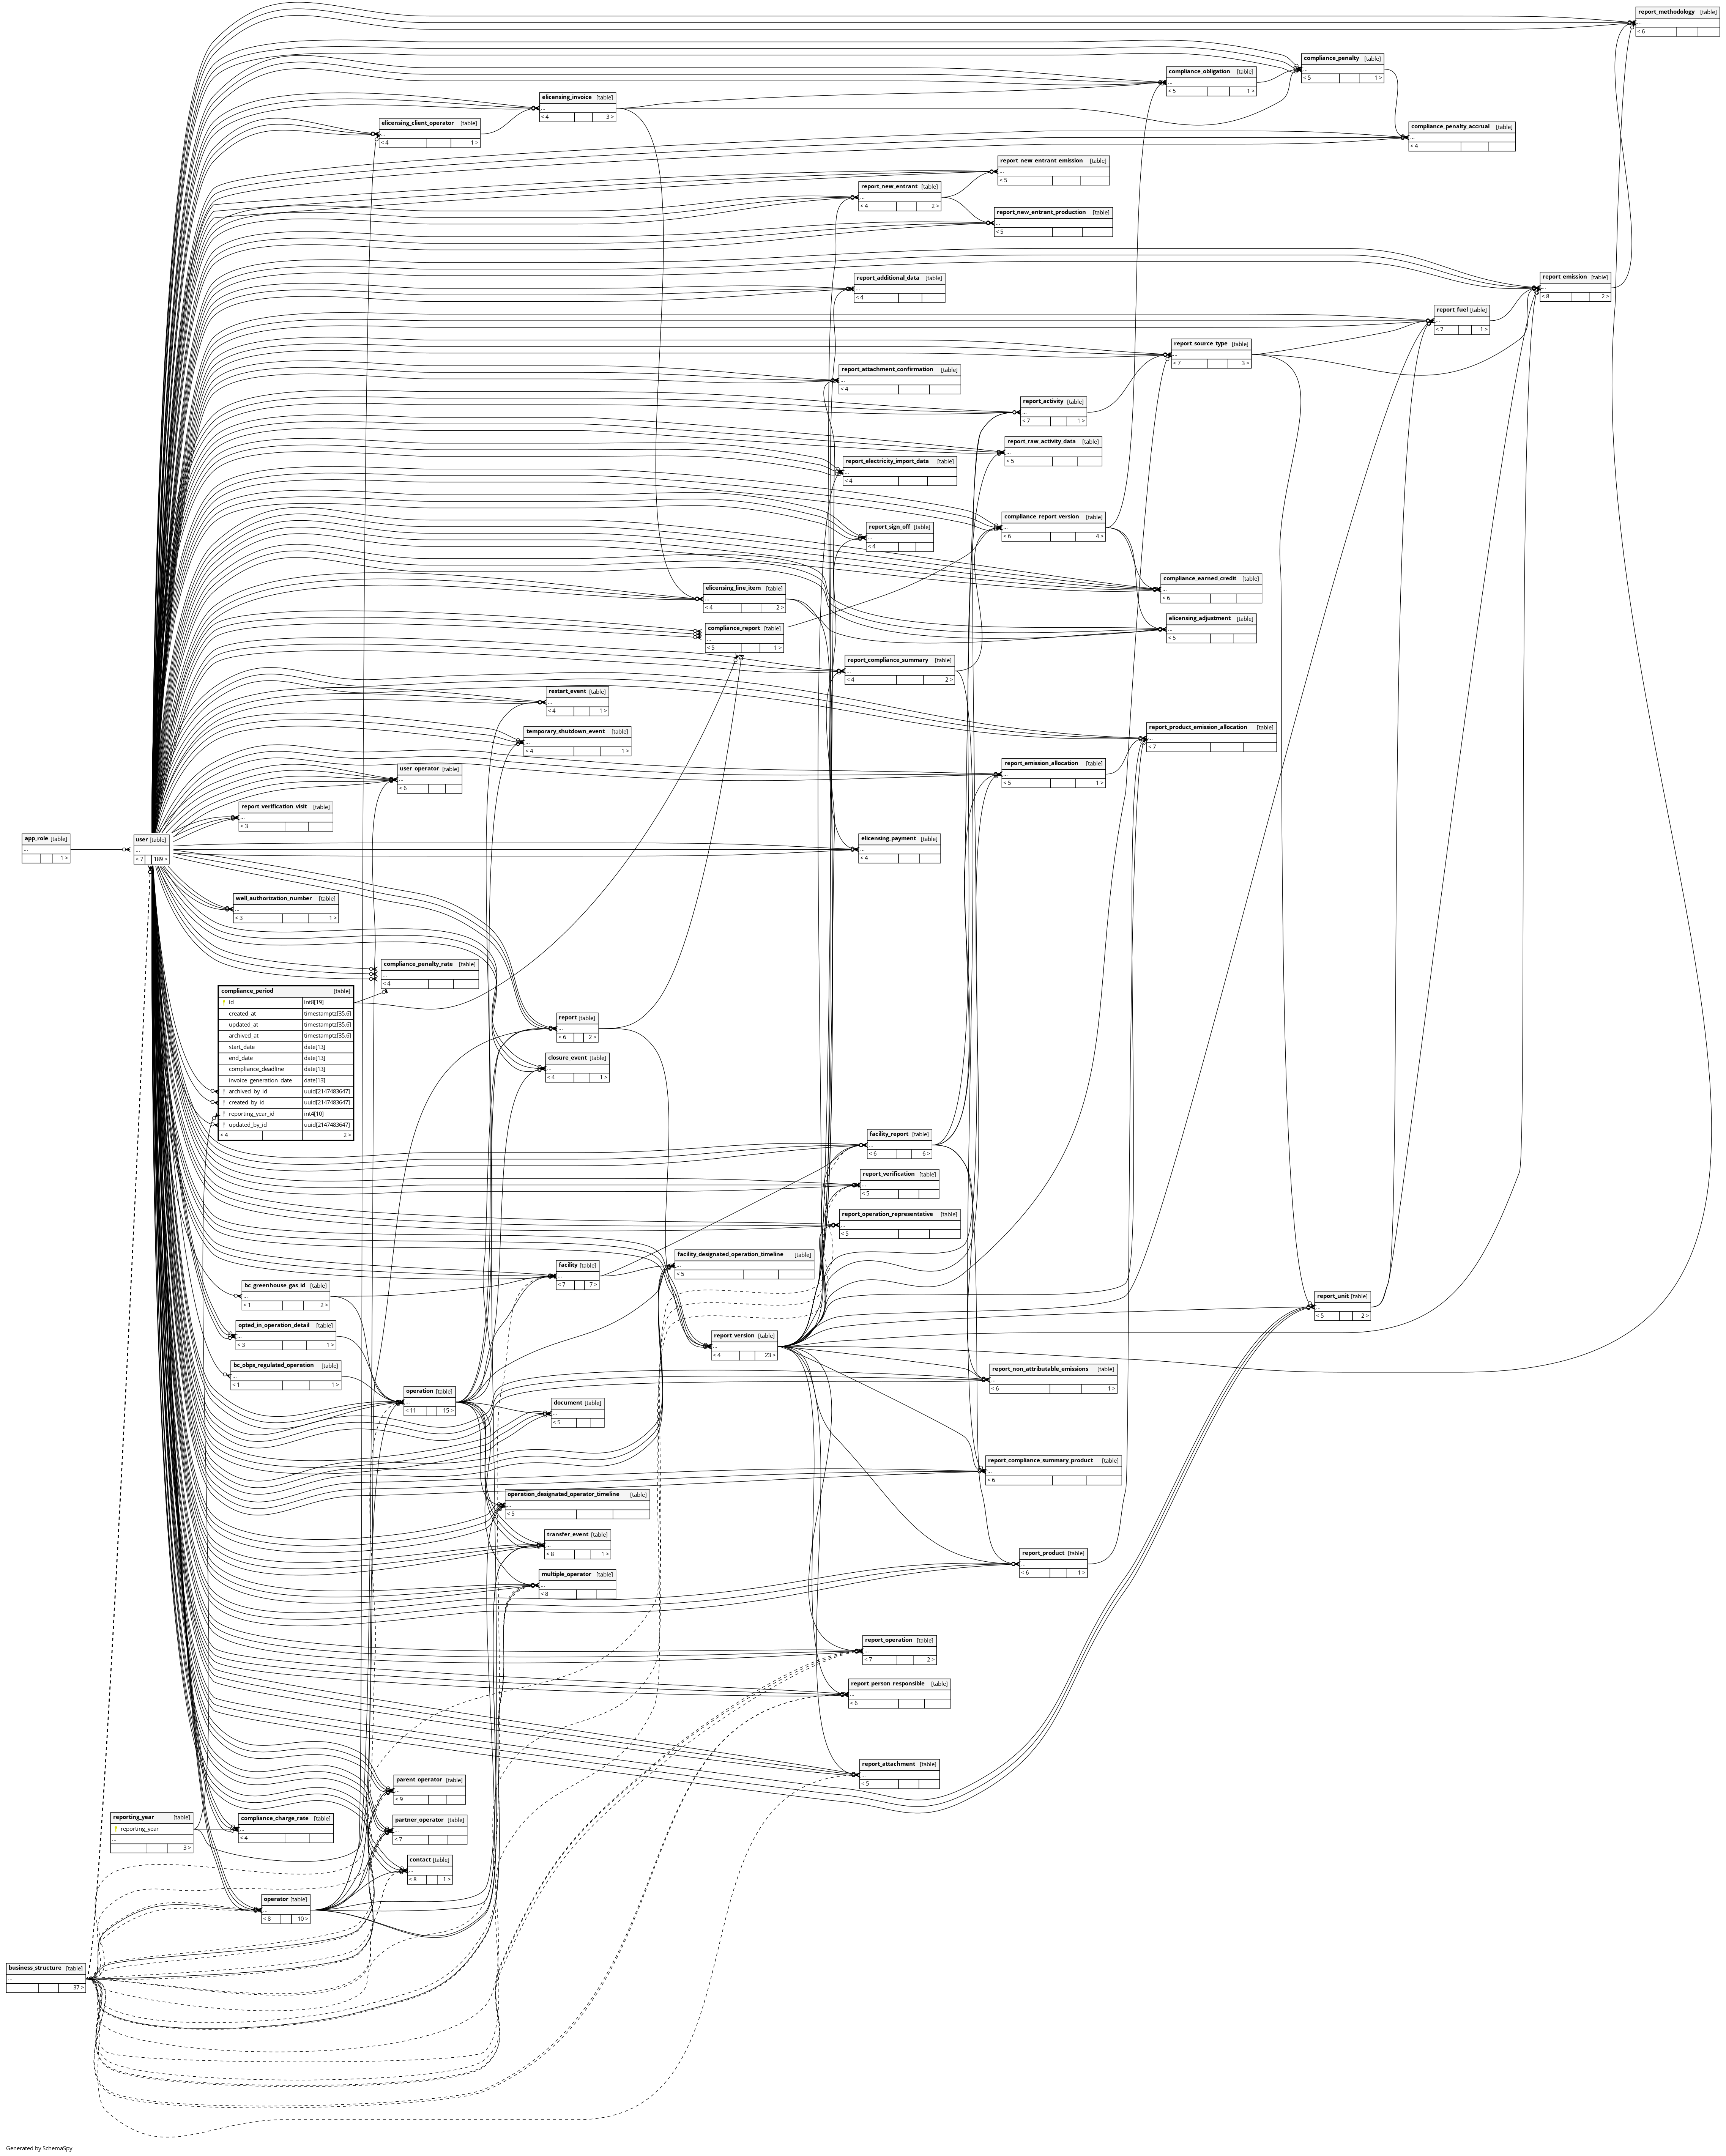 report_methodology [table]
...
< 6
compliance_penalty [table]
...
< 5 1 >
compliance_obligation [table]
...
< 5 1 >
elicensing_invoice [table]
...
< 4 3 >
elicensing_client_operator [table]
...
< 4 1 >
compliance_penalty_accrual [table]
...
< 4
report_new_entrant_emission [table]
...
< 5
report_new_entrant [table]
...
< 4 2 >
report_new_entrant_production [table]
...
< 5
report_additional_data [table]
...
< 4
report_emission [table]
...
< 8 2 >
report_fuel [table]
...
< 7 1 >
report_source_type [table]
...
< 7 3 >
report_attachment_confirmation [table]
...
< 4
report_activity [table]
...
< 7 1 >
report_raw_activity_data [table]
...
< 5
report_electricity_import_data [table]
...
< 4
compliance_report_version [table]
...
< 6 4 >
report_sign_off [table]
...
< 4
compliance_earned_credit [table]
...
< 6
elicensing_line_item [table]
...
< 4 2 >
elicensing_adjustment [table]
...
< 5
compliance_report [table]
...
< 5 1 >
report_compliance_summary [table]
...
< 4 2 >
restart_event [table]
...
< 4 1 >
report_product_emission_allocation [table]
...
< 7
temporary_shutdown_event [table]
...
< 4 1 >
user_operator [table]
...
< 6
report_emission_allocation [table]
...
< 5 1 >
report_verification_visit [table]
...
< 3
app_role [table]
...
1 >
user [table]
...
< 7 189 >
elicensing_payment [table]
...
< 4
well_authorization_number [table]
...
< 3 1 >
compliance_penalty_rate [table]
...
< 4
compliance_period [table]
id int8[19]
created_at timestamptz[35,6]
updated_at timestamptz[35,6]
archived_at timestamptz[35,6]
start_date date[13]
end_date date[13]
compliance_deadline date[13]
invoice_generation_date date[13]
archived_by_id uuid[2147483647]
created_by_id uuid[2147483647]
reporting_year_id int4[10]
updated_by_id uuid[2147483647]
< 4 2 >
report [table]
...
< 6 2 >
closure_event [table]
...
< 4 1 >
facility_report [table]
...
< 6 6 >
report_verification [table]
...
< 5
report_operation_representative [table]
...
< 5
facility_designated_operation_timeline [table]
...
< 5
facility [table]
...
< 7 7 >
bc_greenhouse_gas_id [table]
...
< 1 2 >
report_unit [table]
...
< 5 2 >
opted_in_operation_detail [table]
...
< 3 1 >
report_version [table]
...
< 4 23 >
bc_obps_regulated_operation [table]
...
< 1 1 >
report_non_attributable_emissions [table]
...
< 6 1 >
operation [table]
...
< 11 15 >
document [table]
...
< 5
report_compliance_summary_product [table]
...
< 6
operation_designated_operator_timeline [table]
...
< 5
transfer_event [table]
...
< 8 1 >
report_product [table]
...
< 6 1 >
multiple_operator [table]
...
< 8
report_operation [table]
...
< 7 2 >
report_person_responsible [table]
...
< 6
report_attachment [table]
...
< 5
parent_operator [table]
...
< 9
reporting_year [table]
reporting_year
...
3 >
compliance_charge_rate [table]
...
< 4
partner_operator [table]
...
< 7
contact [table]
...
< 8 1 >
operator [table]
...
< 8 10 >
business_structure [table]
...
37 >
Generated by SchemaSpy